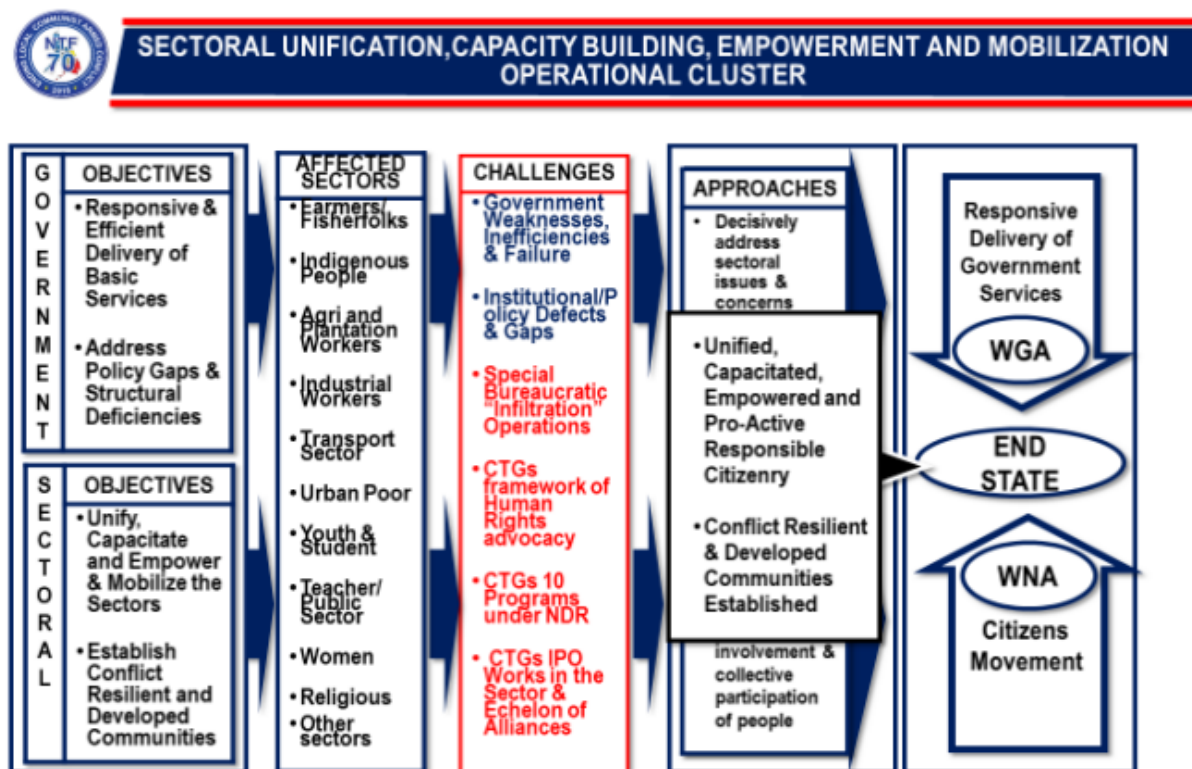 NTF
70
SECTORAL UNIFICATION,CAPACITY BUILDING, EMPOWERMENT AND MOBILIZATION
OPERATIONAL CLUSTER
GOVERNMENT
OBJECTIVES
• Responsive &
Efficient
Delivery of
Basic
Services
• Address
Policy Gaps &
Structural
Deficiencies
SECTORAL
OBJECTIVES
• Unify,
Capacitate
and Empower
& Mobilize the
Sectors
• Establish
Conflict
Resilient and
Developed
Communities
AFFECTED
SECTORS
• Farmers/
Fisherfolks
• Indigenous
People
• Agri and
Plantation
Workers
• Industrial
Workers
• Transport
Sector
• Urban Poor
• Youth &
Student
• Teacher/
Public
Sector
• Women
• Religious
• Other
sectors
CHALLENGES
• Government
Weaknesses,
Inefficiencies
& Failure
• Institutional/P
olicy Defects
& Gaps
• Special
Bureaucratic
"Infiltration"
Operations
• CTGs
framework of
Human
Rights
advocacy
• CTGs 10
Programs
under NDR
• CTGs IPO
Works in the
Sector &
Echelon of
Alliances
APPROACHES
• Decisively
address
sectoral
issues &
concerns
• Unified,
Capacitated,
Empowered and
Pro-Active
Responsible
Citizenry
• Conflict Resilient
& Developed
Communities
Established
involvement &
collective
participation
of people
Responsive
Delivery of
Government
Services
WGA
END
STATE
WNA
Citizens
Movement